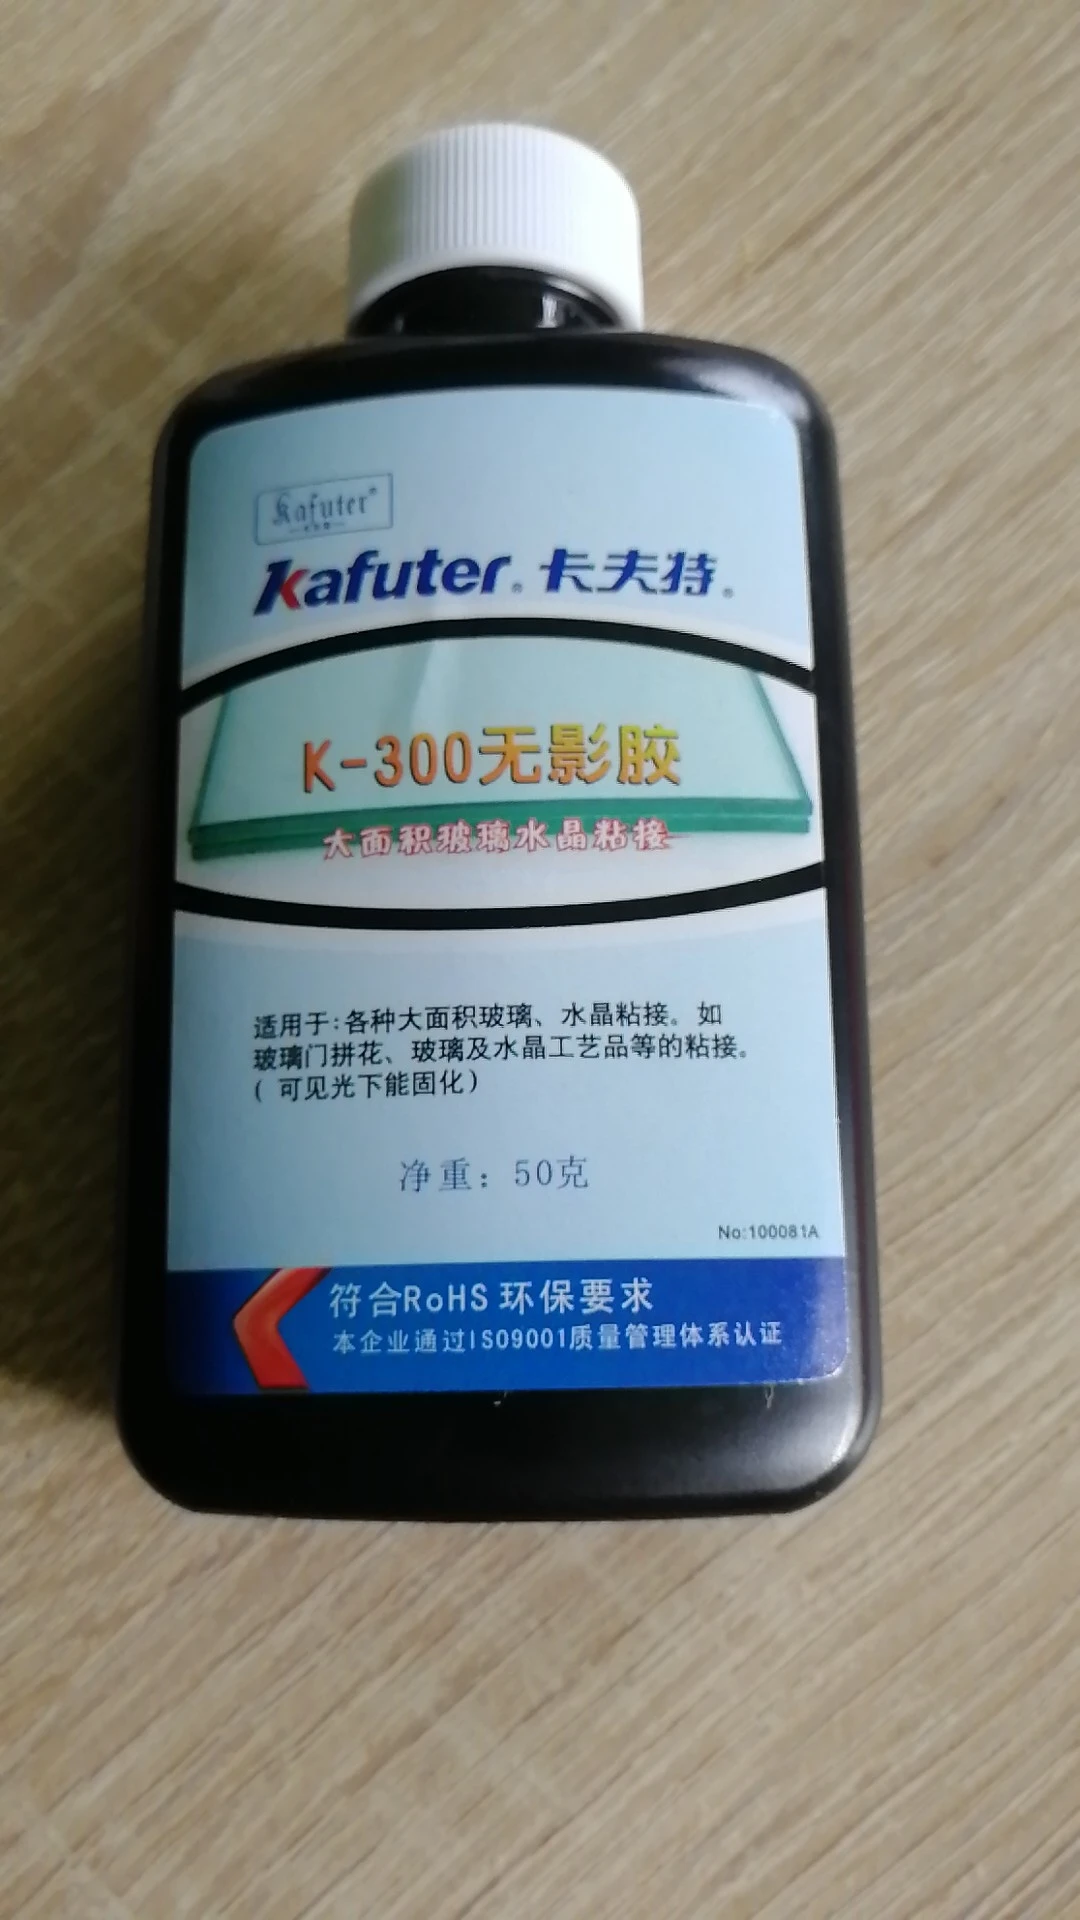 Kafuter®
Kafuter® 卡夫特®
K-300无影胶
大面积玻璃水晶粘接
适用于:各种大面积玻璃、水晶粘接。如
玻璃门拼花、玻璃及水晶工艺品等的粘接。
( 可见光下能固化)
净重：50克
No:100081A
符合RoHS 环保要求
本企业通过ISO9001质量管理体系认证